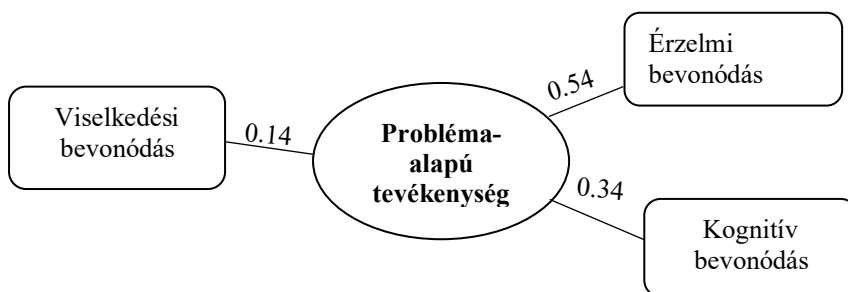 Viselkedési
bevonódás
0.14
Probléma-
alapú
tevékenység
0.54
Érzelmi
bevonódás
0.34
Kognitív
bevonódás